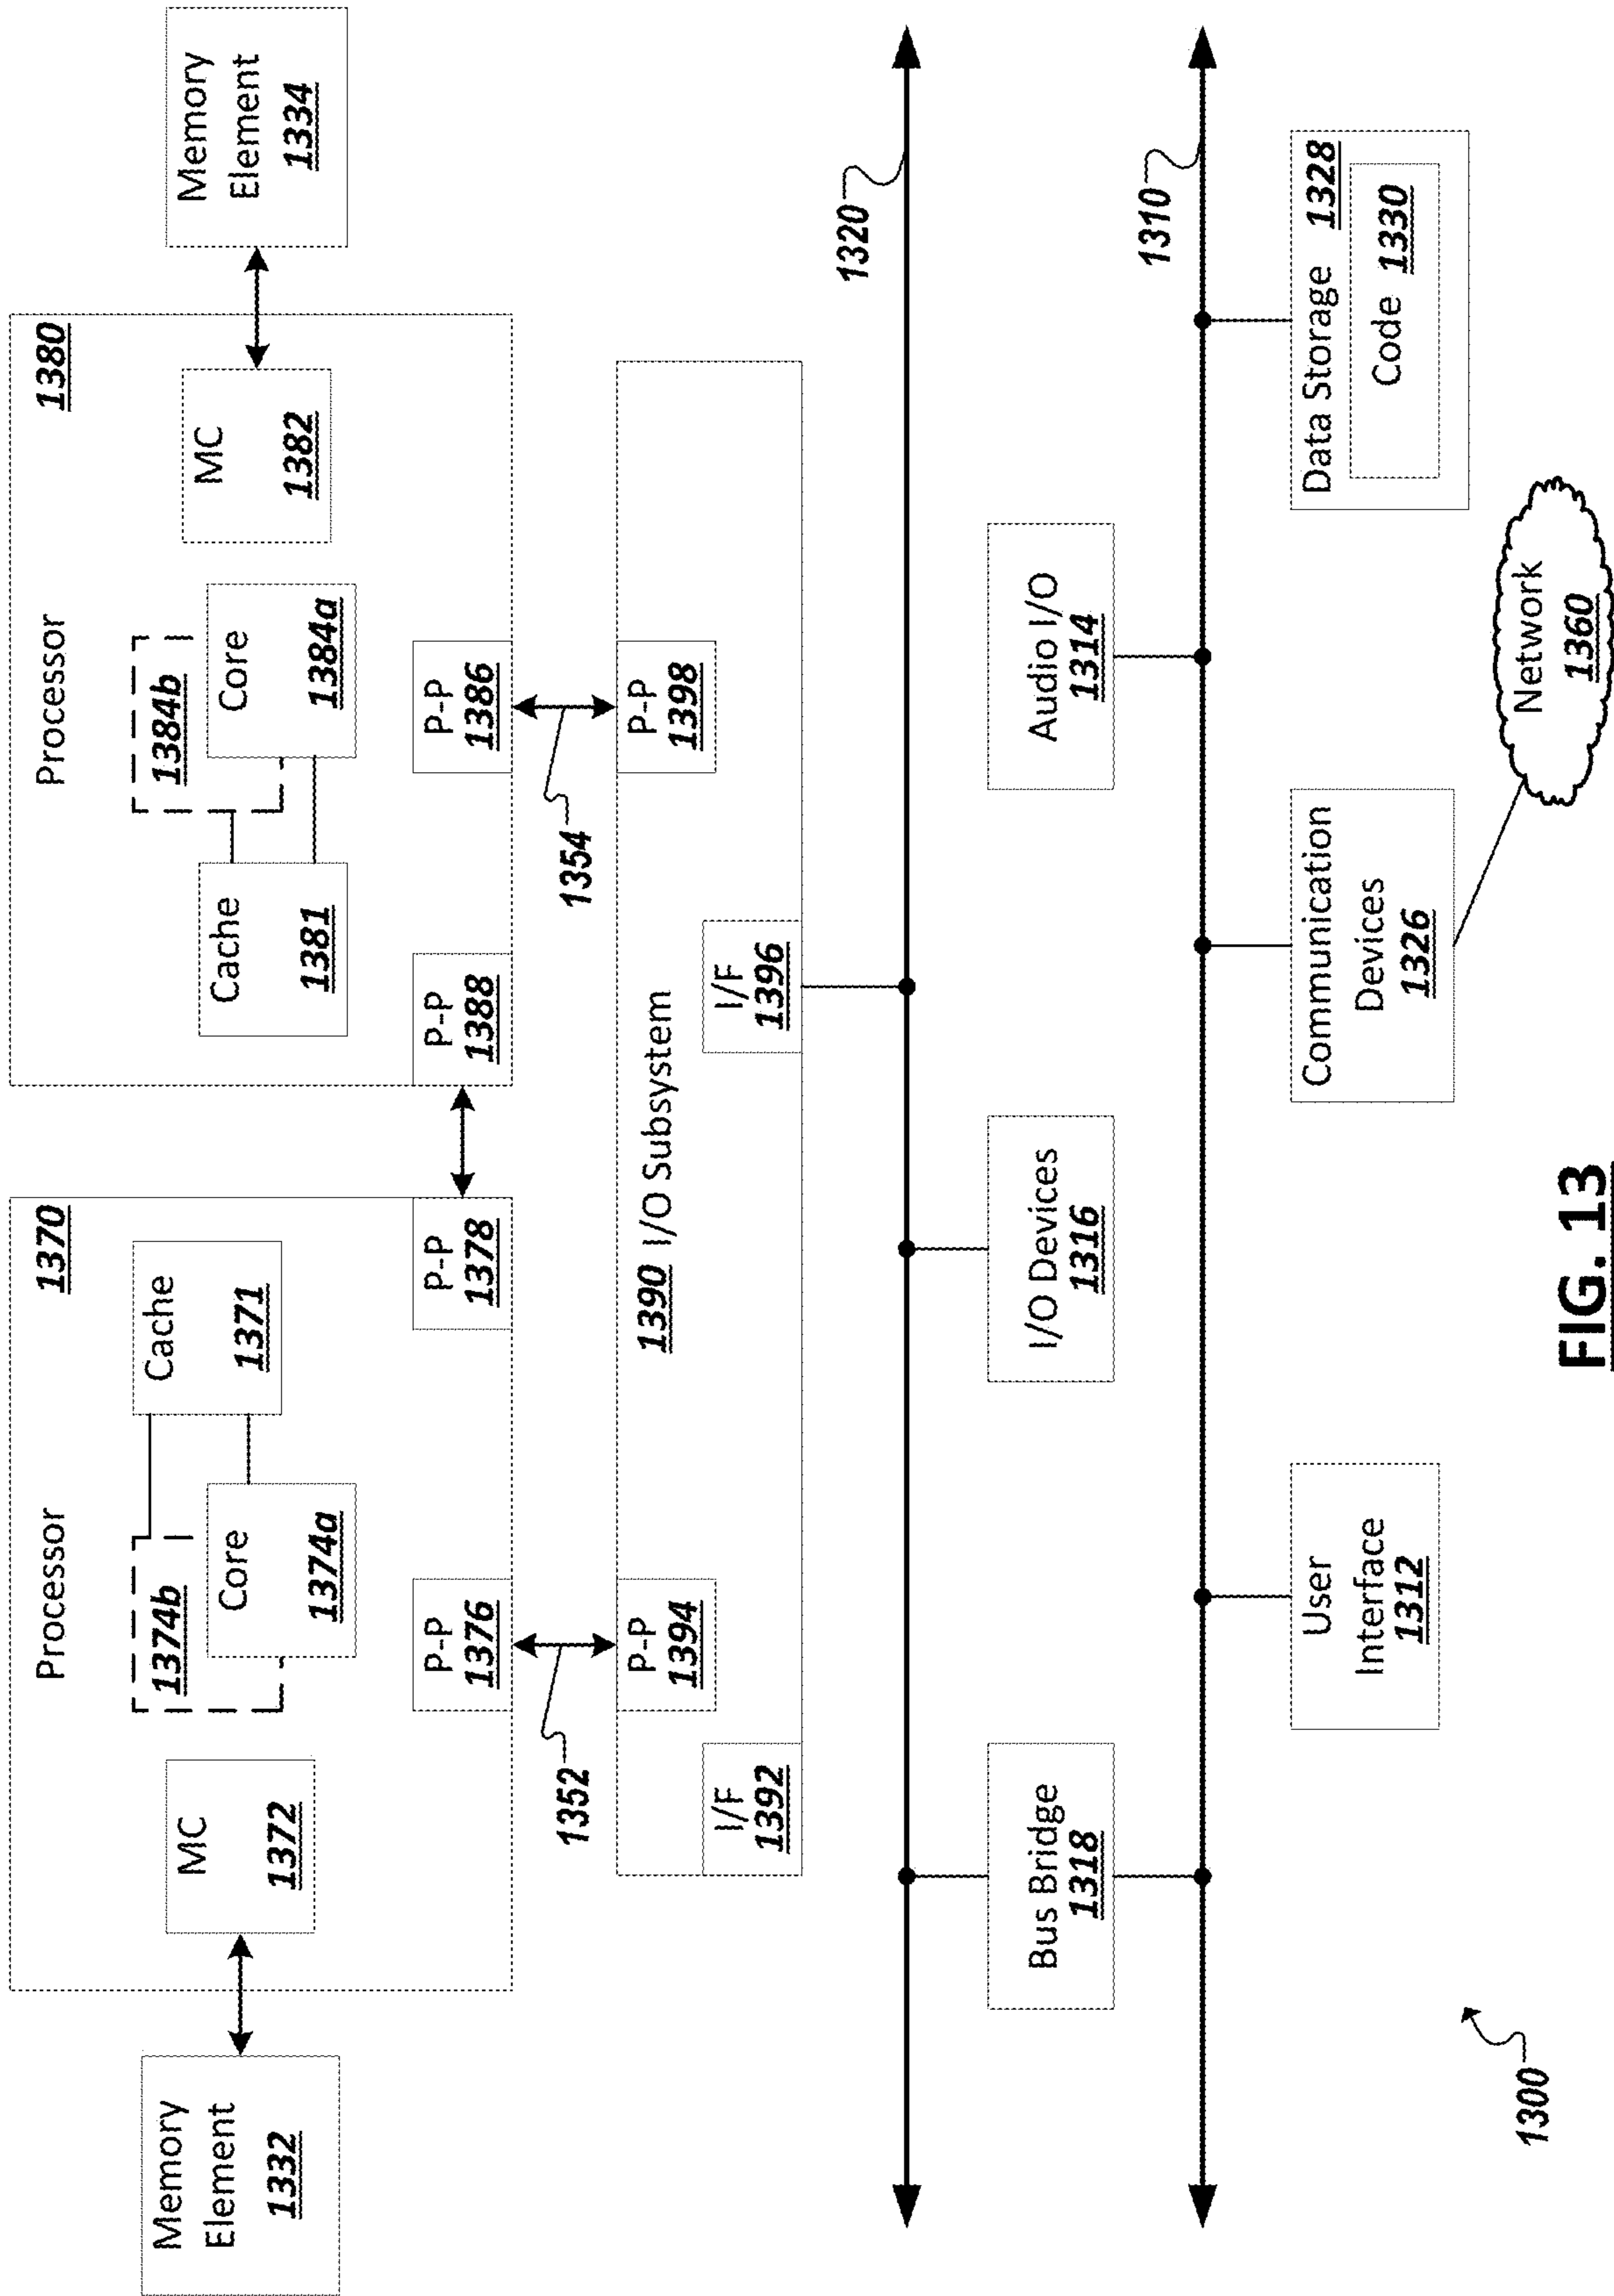 Processor
1370
Processor
1380
Memory
Element
1332
MC
1372
1374b
Core
1374a
Cache
1371
Cache
1381
1384b
Core
1384a
MC
1382
Memory
Element
1334
P-P
1376
P-P
1378
P-P
1388
P-P
1386
1352
1354
P-P
1394
1390 I/O Subsystem
P-P
1398
I/F
1392
I/F
1396
1320
Bus Bridge
1318
I/O Devices
1316
Audio I/O
1314
1310
User
Interface
1312
Communication
Devices
1326
Data Storage 1328
Code 1330
Network
1360
1300
FIG. 13